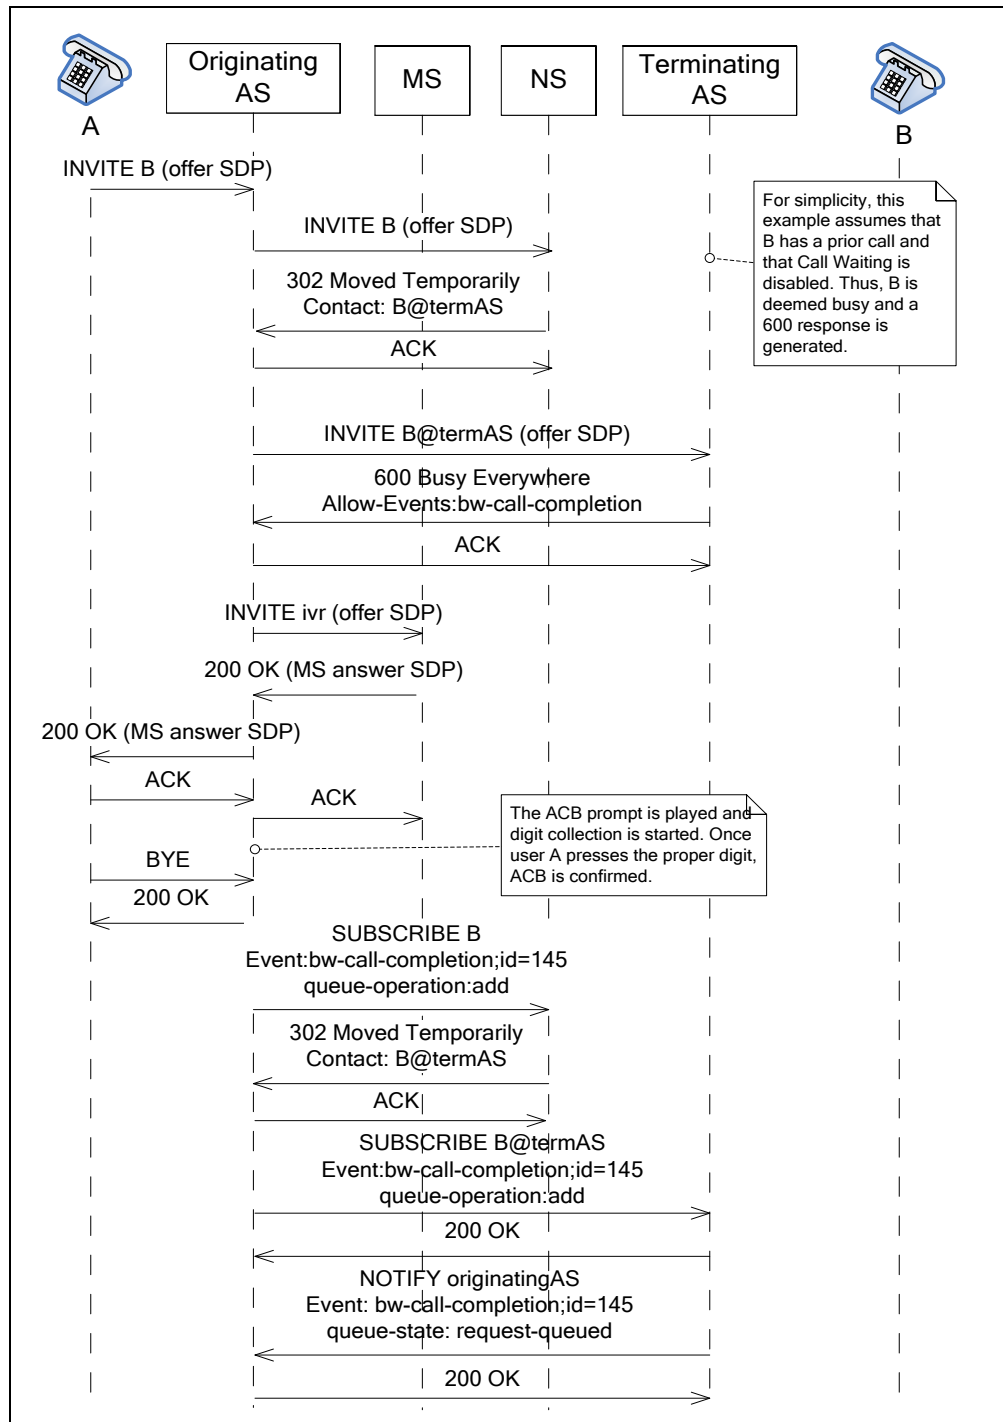 Originating
AS
MS
NS
Terminating
AS
A
B
INVITE B (offer SDP)
For simplicity, this
example assumes that
B has a prior call and
that Call Waiting is
disabled. Thus, B is
deemed busy and a
600 response is
generated.
INVITE B (offer SDP)
302 Moved Temporarily
Contact: B@termAS
ACK
INVITE B@termAS (offer SDP)
600 Busy Everywhere
Allow-Events:bw-call-completion
ACK
INVITE ivr (offer SDP)
200 OK (MS answer SDP)
200 OK (MS answer SDP)
ACK
ACK
The ACB prompt is played and
digit collection is started. Once
user A presses the proper digit,
ACB is confirmed.
BYE
200 OK
SUBSCRIBE B
Event:bw-call-completion;id=145
queue-operation:add
302 Moved Temporarily
Contact: B@termAS
ACK
SUBSCRIBE B@termAS
Event:bw-call-completion;id=145
queue-operation:add
200 OK
NOTIFY originatingAS
Event: bw-call-completion;id=145
queue-state: request-queued
200 OK